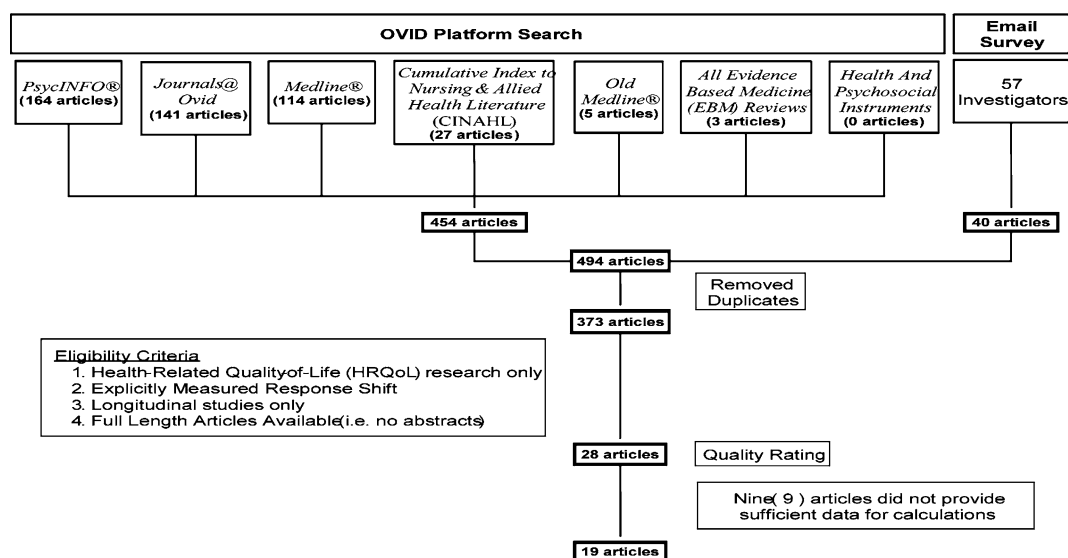 OVID Platform Search
Email
Survey
PsycINFO®
(164 articles)
Journals@
Ovid
(141 articles)
Medline®
(114 articles)
Cumulative Index to
Nursing & Allied
Health Literature
(CINAHL)
(27 articles)
Old
Medline®
(5 articles)
All Evidence
Based Medicine
(EBM) Reviews
(3 articles)
Health And
Psychosocial
Instruments
(0 articles)
57
Investigators
454 articles
40 articles
494 articles
Removed
Duplicates
373 articles
Eligibility Criteria
1. Health-Related Qualityof-Life (HRQoL) research only
2. Explicitly Measured Response Shift
3. Longitudinal studies only
4. Full Length Articles Available(i.e. no abstracts)
28 articles
Quality Rating
Nine( 9 ) articles did not provide
sufficient data for calculations
19 articles